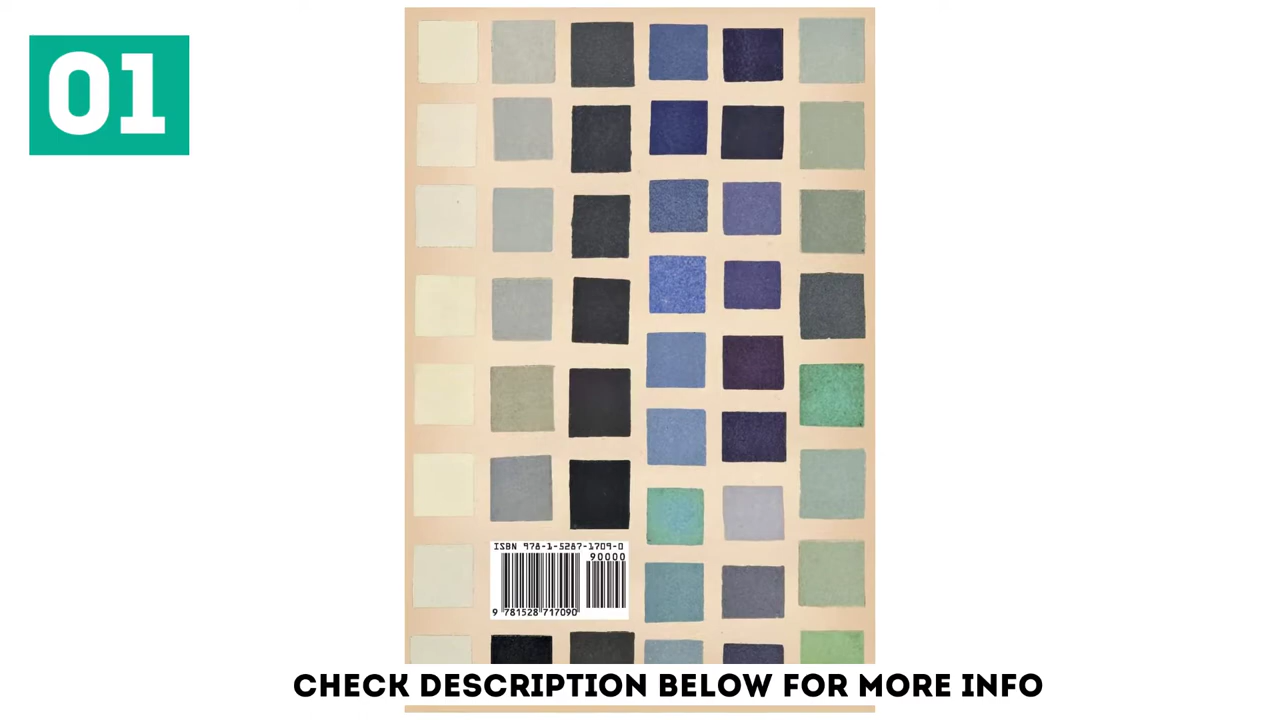 01
ISBN 978-1-5287-1709-0
90000
9 781528 717090
CHECK DESCRIPTION BELOW FOR MORE INFO